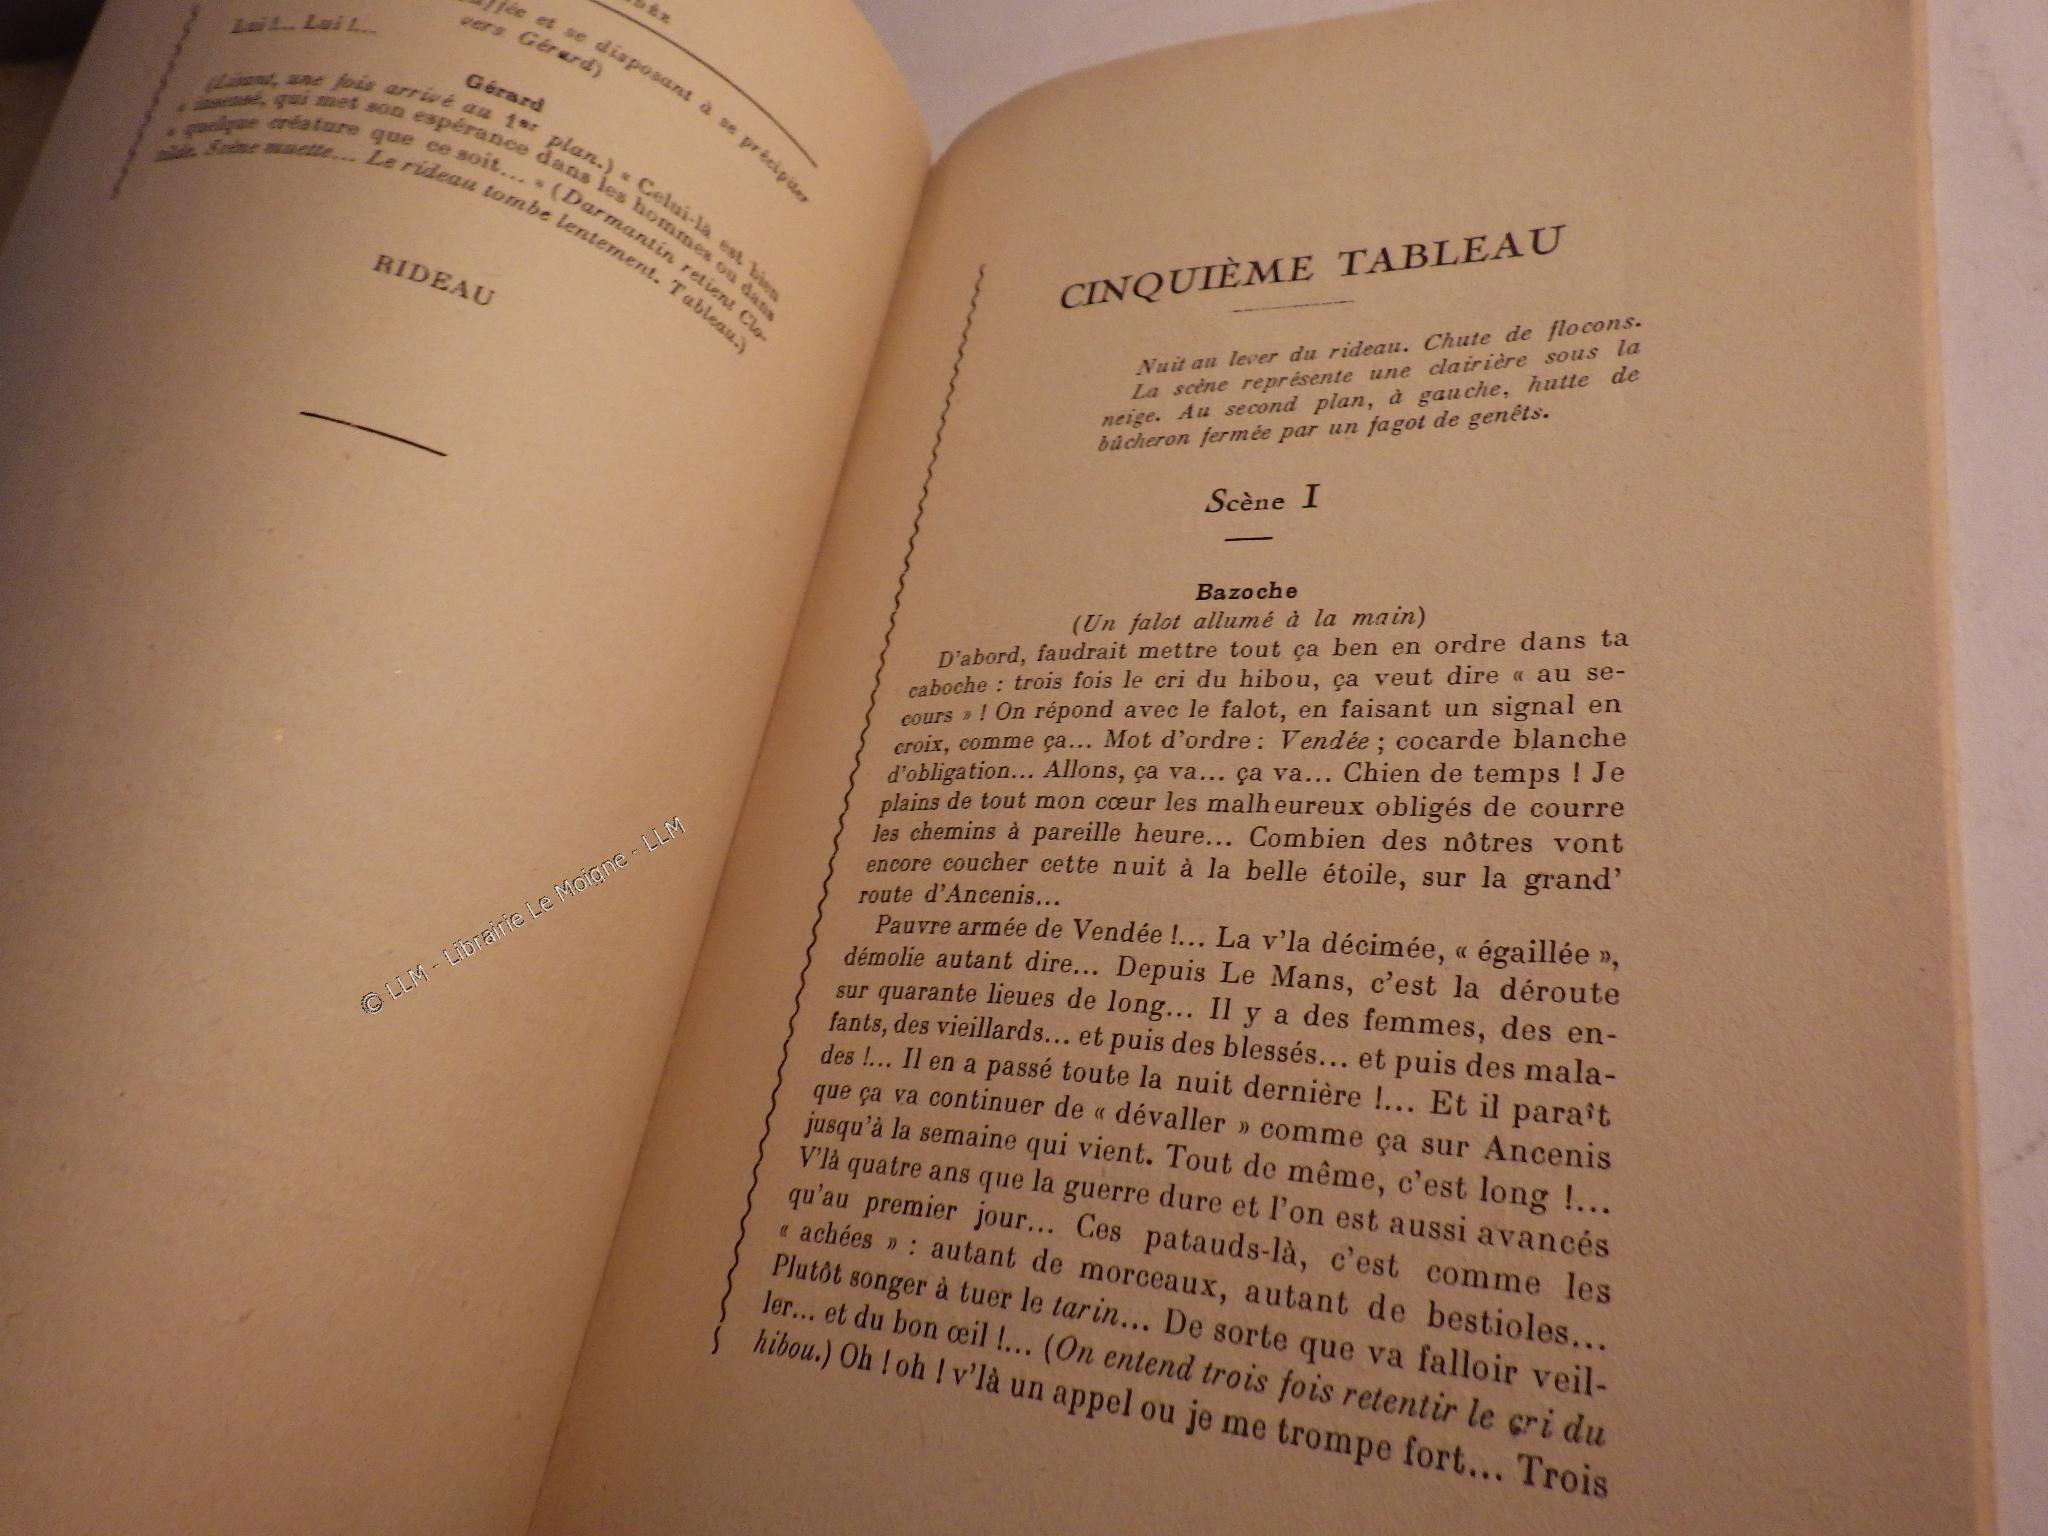 et se disposant à se précipiter
Lui !... Lui !...
vers Gérard)
Gérard
(Lisant, une fois arrivé au 1er plan.) « Celui-là est bien
« insensé, qui met son espérance dans les hommes ou dans
« quelque créature que ce soit... » (Darmantin retient Clo-
tilde. Scène muette... Le rideau tombe lentement. Tableau.)
RIDEAU
© LLM - Librairie Le Moigne - LLM
CINQUIÈME TABLEAU
Nuit au lever du rideau. Chute de flocons.
La scène représente une clairière sous la
neige. Au second plan, à gauche, hutte de
bûcheron fermée par un fagot de genêts.
Scène I
Bazoche
(Un falot allumé à la main)
D'abord, faudrait mettre tout ça ben en ordre dans ta
caboche : trois fois le cri du hibou, ça veut dire « au se-
cours » ! On répond avec le falot, en faisant un signal en
croix, comme ça... Mot d'ordre : Vendée ; cocarde blanche
d'obligation... Allons, ça va... ça va... Chien de temps ! Je
plains de tout mon cœur les malheureux obligés de courre
les chemins à pareille heure... Combien des nôtres vont
encore coucher cette nuit à la belle étoile, sur la grand'
route d'Ancenis...
Pauvre armée de Vendée !... La v'la décimée, « égaillée »,
démolie autant dire... Depuis Le Mans, c'est la déroute
sur quarante lieues de long... Il y a des femmes, des en-
fants, des vieillards... et puis des blessés... et puis des mala-
des !... Il en a passé toute la nuit dernière !... Et il paraît
que ça va continuer de « dévaller » comme ça sur Ancenis
jusqu'à la semaine qui vient. Tout de même, c'est long !...
V'là quatre ans que la guerre dure et l'on est aussi avancés
qu'au premier jour... Ces patauds-là, c'est comme les
« achées » : autant de morceaux, autant de bestioles...
Plutôt songer à tuer le tarin... De sorte que va falloir veil-
ler... et du bon œil !... (On entend trois fois retentir le cri du
hibou.) Oh ! oh ! v'là un appel ou je me trompe fort... Trois